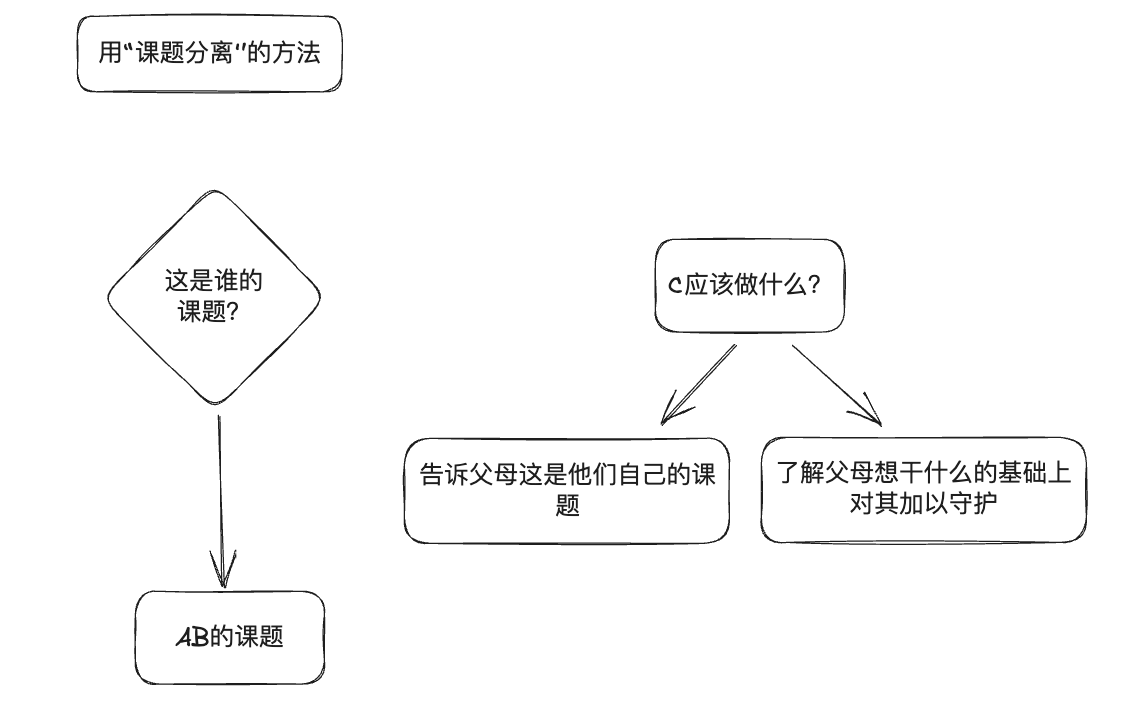 用“课题分离”的方法
这是谁的
课题？
C应该做什么？
告诉父母这是他们自己的课
题
了解父母想干什么的基础上
对其加以守护
AB的课题